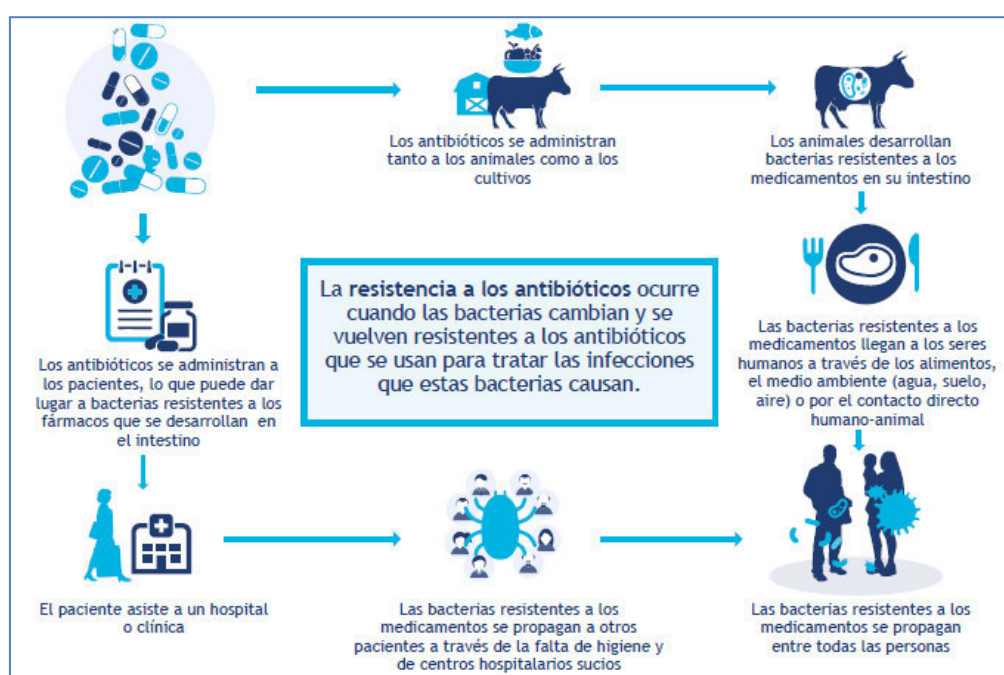 Los antibióticos se administran
tanto a los animales como a los
cultivos
Los animales desarrollan
bacterias resistentes a los
medicamentos en su intestino
La resistencia a los antibióticos ocurre
cuando las bacterias cambian y se
vuelven resistentes a los antibióticos
que se usan para tratar las infecciones
que estas bacterias causan.
Los antibióticos se administran a
los pacientes, lo que puede dar
lugar a bacterias resistentes a los
fármacos que se desarrollan en
el intestino
Las bacterias resistentes a los
medicamentos llegan a los seres
humanos a través de los alimentos,
el medio ambiente (agua, suelo,
aire) o por el contacto directo
humano-animal
El paciente asiste a un hospital
o clínica
Las bacterias resistentes a los
medicamentos se propagan a otros
pacientes a través de la falta de higiene y
de centros hospitalarios sucios
Las bacterias resistentes a los
medicamentos se propagan
entre todas las personas